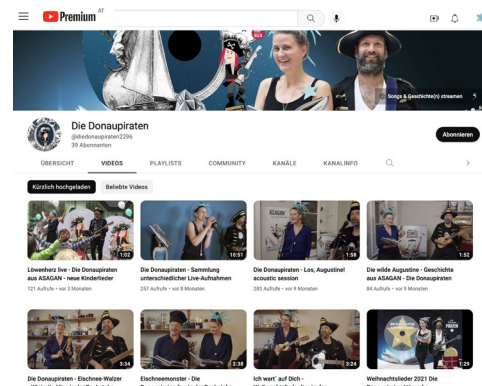 Premium AT
Songs & Geschichte(n) streamen
Die Donaupiraten
@diedonaupiraten2296
39 Abonnenten
Abonnieren
ÜBERSICHT VIDEOS PLAYLISTS COMMUNITY KANÄLE KANALINFO
Kürzlich hochgeladen Beliebte Videos
1:02 10:51 1:58 1:52
Löwenherz live - Die Donaupiraten Die Donaupiraten - Sammlung Die Donaupiraten - Los, Augustine! Die wilde Augustine - Geschichte
aus ASAGAN - neue Kinderlieder unterschiedlicher Live-Aufnahmen acoustic session aus ASAGAN - Die Donaupiraten
121 Aufrufe • vor 3 Monaten 257 Aufrufe • vor 8 Monaten 283 Aufrufe • vor 9 Monaten 84 Aufrufe • vor 9 Monaten
3:34 2:38 3:24 1:29
Die Donaupiraten - Eischnee-Walzer Eischneemonster - Die Ich wart' auf Dich - Weihnachtslieder 2021 Die